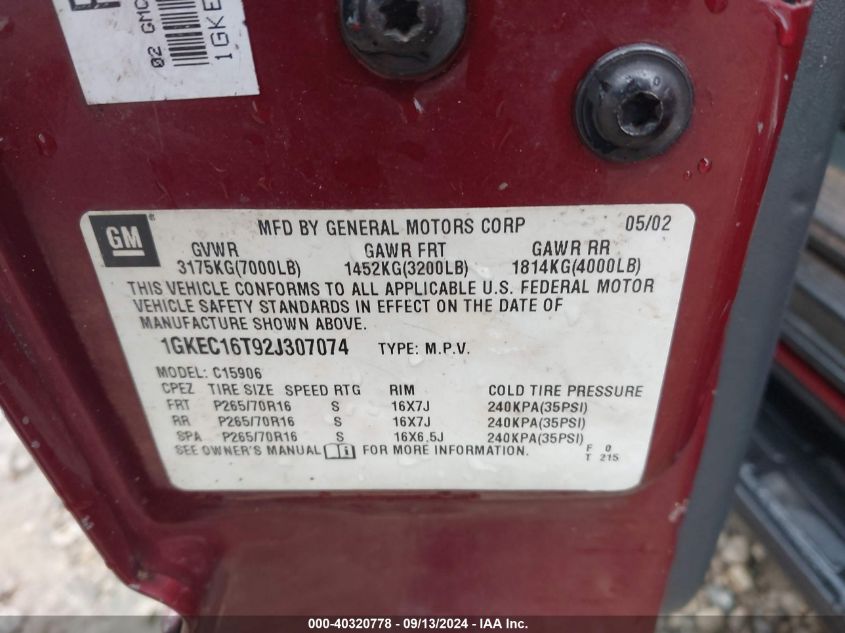 02 GMC
1GKE
GM
MFD BY GENERAL MOTORS CORP 05/02
GVWR GAWR FRT GAWR RR
3175KG(7000LB) 1452KG(3200LB) 1814KG(4000LB)
THIS VEHICLE CONFORMS TO ALL APPLICABLE U.S. FEDERAL MOTOR
VEHICLE SAFETY STANDARDS IN EFFECT ON THE DATE OF
MANUFACTURE SHOWN ABOVE.
1GKEC16T92J307074 TYPE: M.P.V.
MODEL: C15906
CPEZ TIRE SIZE SPEED RTG RIM COLD TIRE PRESSURE
FRT P265/70R16 S 16X7J 240KPA(35PSI)
RR P265/70R16 S 16X7J 240KPA(35PSI)
SPA P265/70R16 S 16X6.5J 240KPA(35PSI)
SEE OWNER'S MANUAL FOR MORE INFORMATION.
F 0
T 215
000-40320778 - 09/13/2024 - IAA Inc.